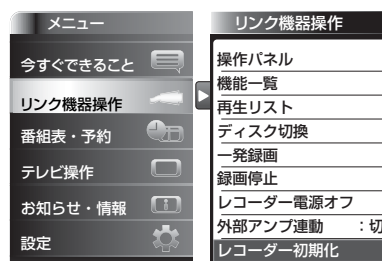 メニュー
今すぐできること
リンク機器操作
番組表・予約
テレビ操作
お知らせ・情報
設定
リンク機器操作
操作パネル
機能一覧
再生リスト
ディスク切換
一発録画
録画停止
レコーダー電源オフ
外部アンプ連動 :切
レコーダー初期化